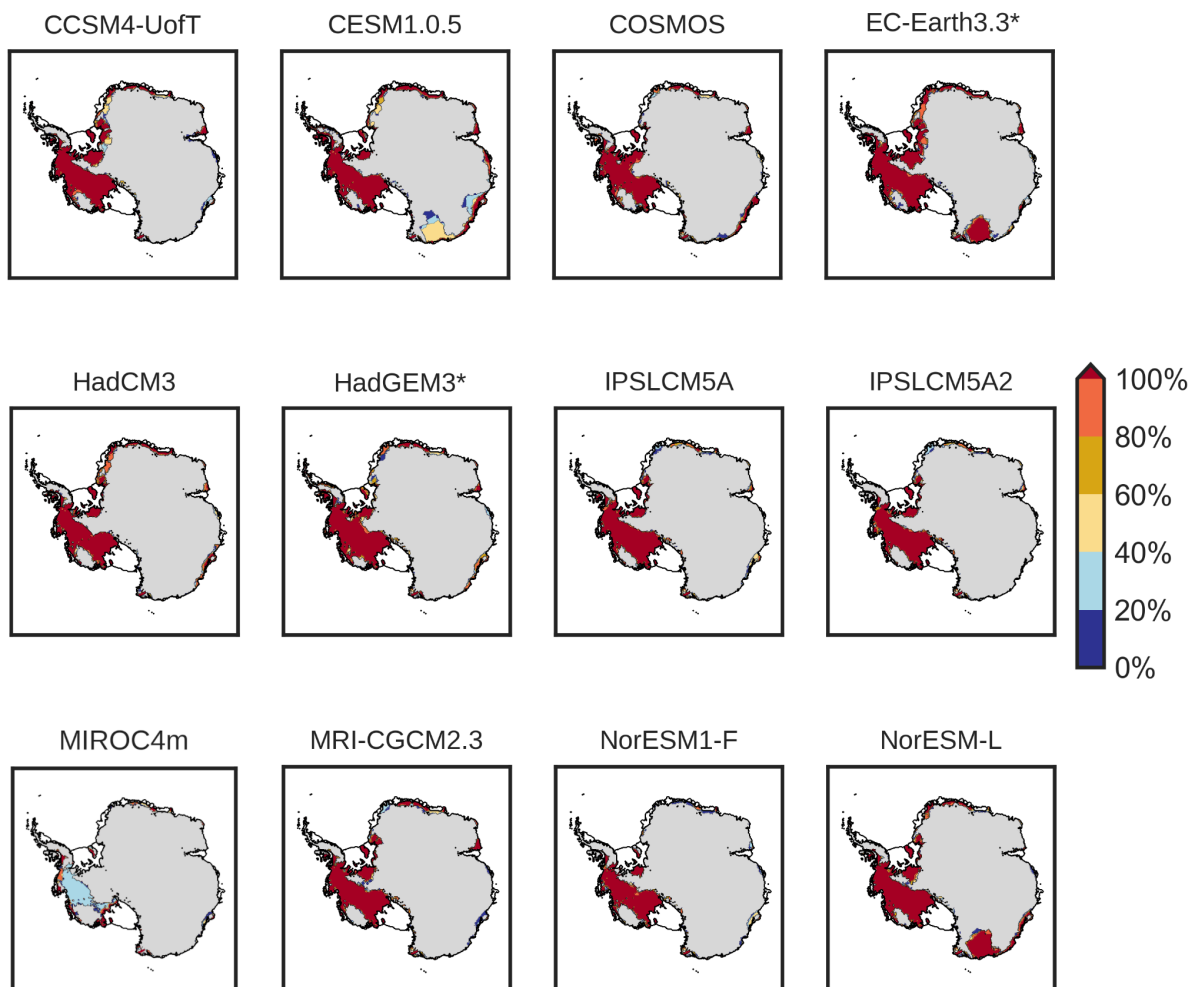 CCSM4-UofT
CESM1.0.5
COSMOS
EC-Earth3.3*
HadCM3
HadGEM3*
IPSLCM5A
IPSLCM5A2
100%
80%
60%
40%
20%
0%
MIROC4m
MRI-CGCM2.3
NorESM1-F
NorESM-L